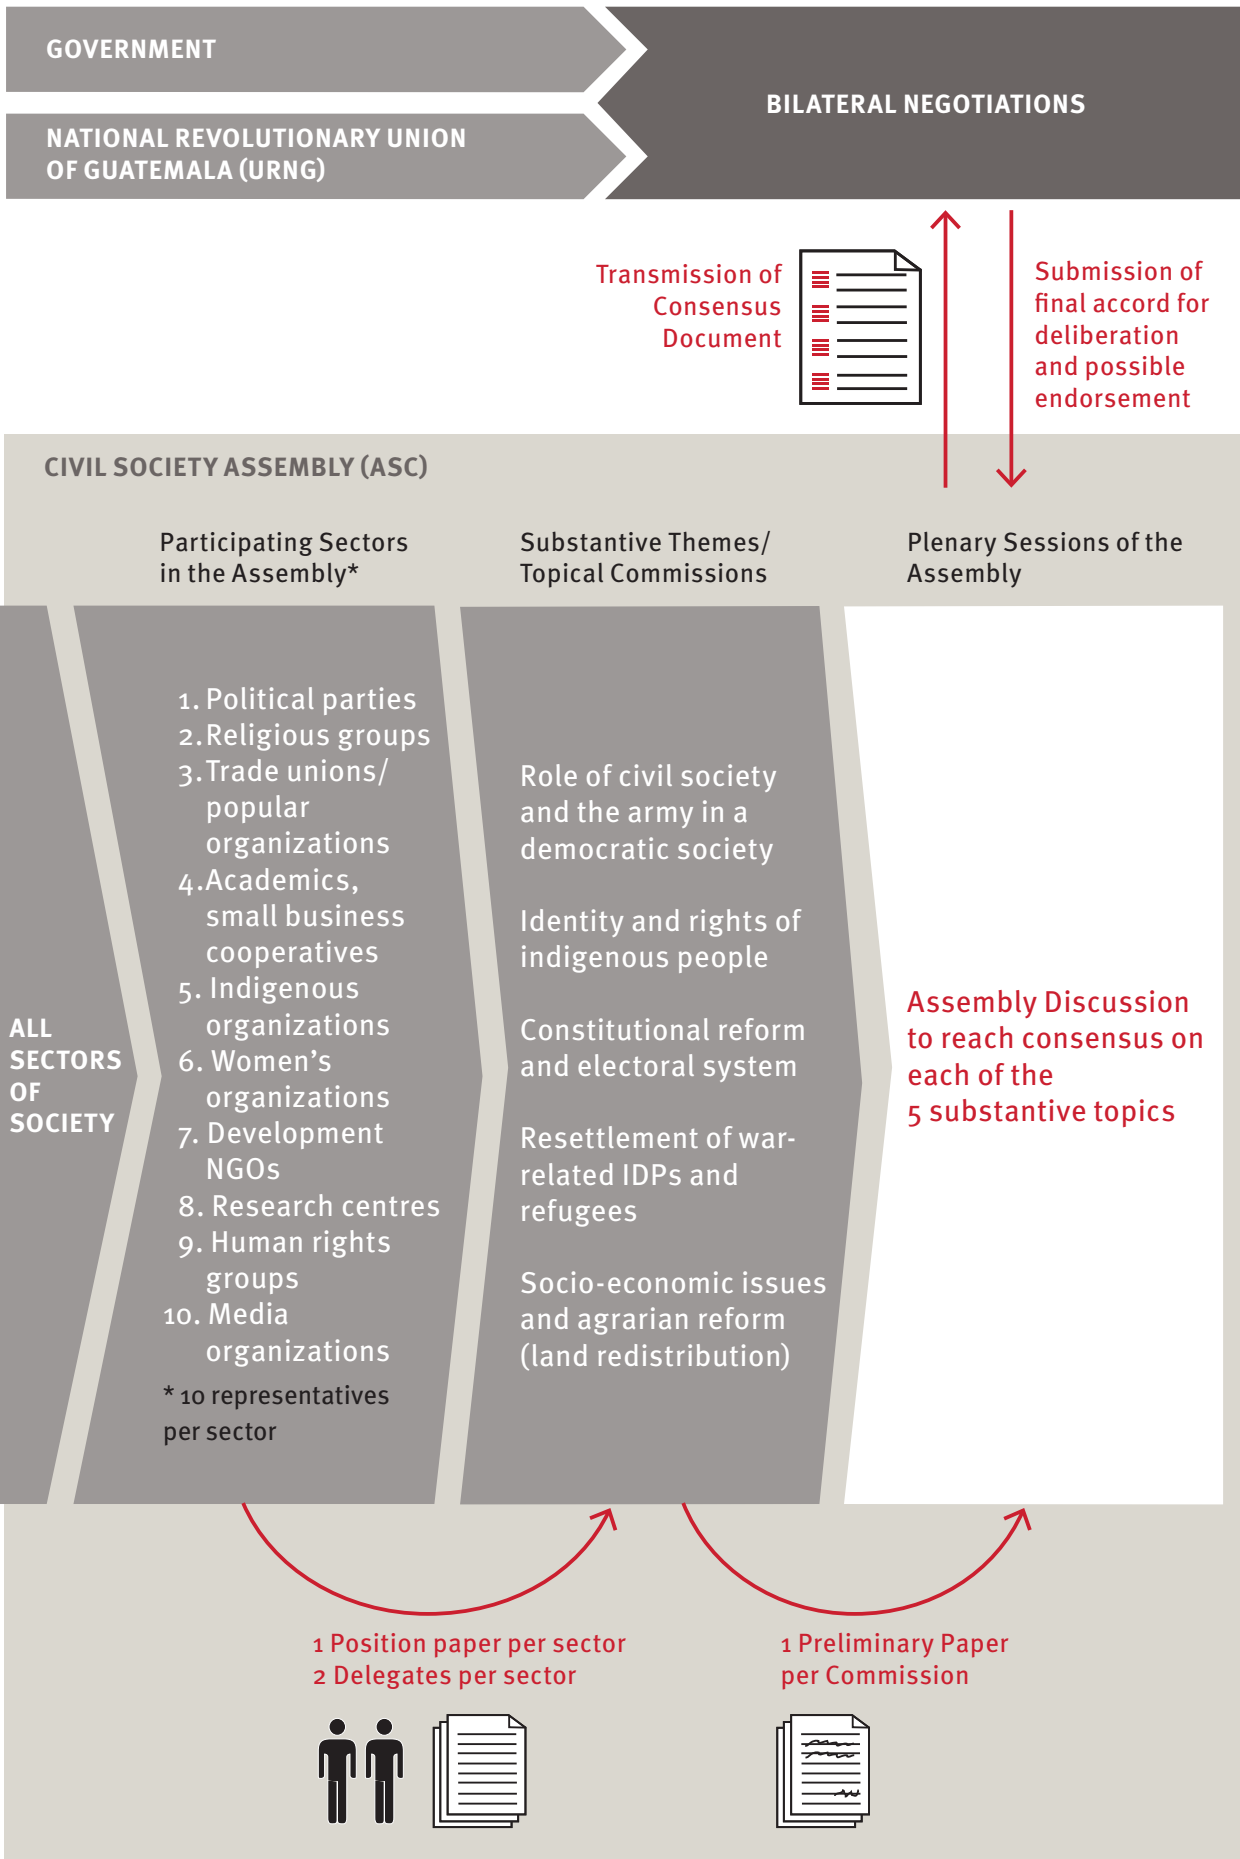 GOVERNMENT
NATIONAL REVOLUTIONARY UNION
OF GUATEMALA (URNG)
BILATERAL NEGOTIATIONS
Transmission of
Consensus
Document
Submission of
final accord for
deliberation
and possible
endorsement
CIVIL SOCIETY ASSEMBLY (ASC)
Participating Sectors
in the Assembly*
Substantive Themes/
Topical Commissions
Plenary Sessions of the
Assembly
ALL
SECTORS
OF
SOCIETY
1. Political parties
2. Religious groups
3. Trade unions/
popular
organizations
4. Academics,
small business
cooperatives
5. Indigenous
organizations
6. Women’s
organizations
7. Development
NGOs
8. Research centres
9. Human rights
groups
10. Media
organizations
* 10 representatives
per sector
Role of civil society
and the army in a
democratic society
Identity and rights of
indigenous people
Constitutional reform
and electoral system
Resettlement of war-
related IDPs and
refugees
Socio-economic issues
and agrarian reform
(land redistribution)
Assembly Discussion
to reach consensus on
each of the
5 substantive topics
1 Position paper per sector
2 Delegates per sector
1 Preliminary Paper
per Commission